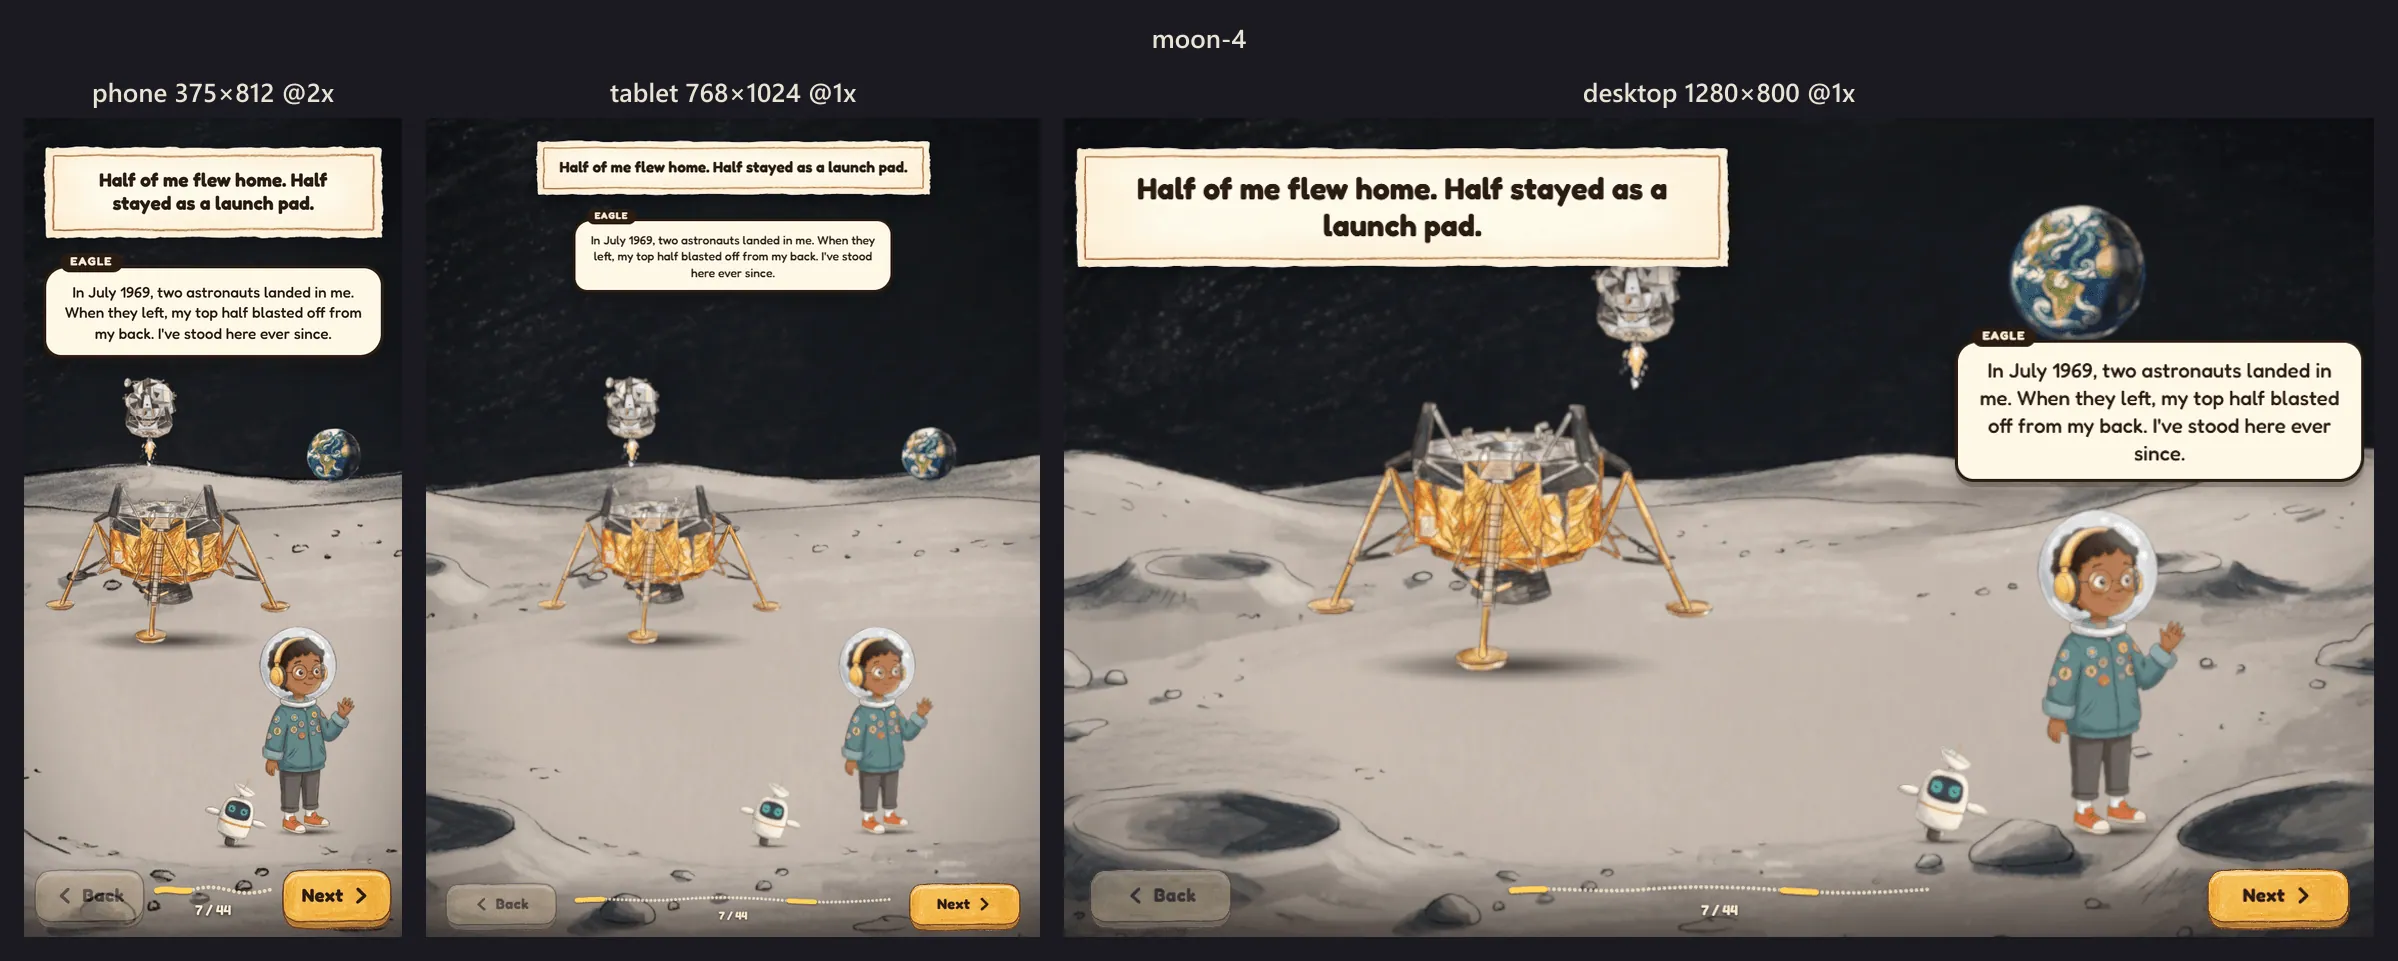 moon-4
phone 375×812 @2x
Half of me flew home. Half
stayed as a launch pad.
EAGLE
In July 1969, two astronauts landed in me.
When they left, my top half blasted off from
my back. I've stood here ever since.
Back
7 / 44
Next
tablet 768×1024 @1x
Half of me flew home. Half stayed as a launch pad.
EAGLE
In July 1969, two astronauts landed in me. When they
left, my top half blasted off from my back. I've stood
here ever since.
Back
7 / 44
Next
desktop 1280×800 @1x
Half of me flew home. Half stayed as a
launch pad.
EAGLE
In July 1969, two astronauts landed in
me. When they left, my top half blasted
off from my back. I've stood here ever
since.
Back
7 / 44
Next